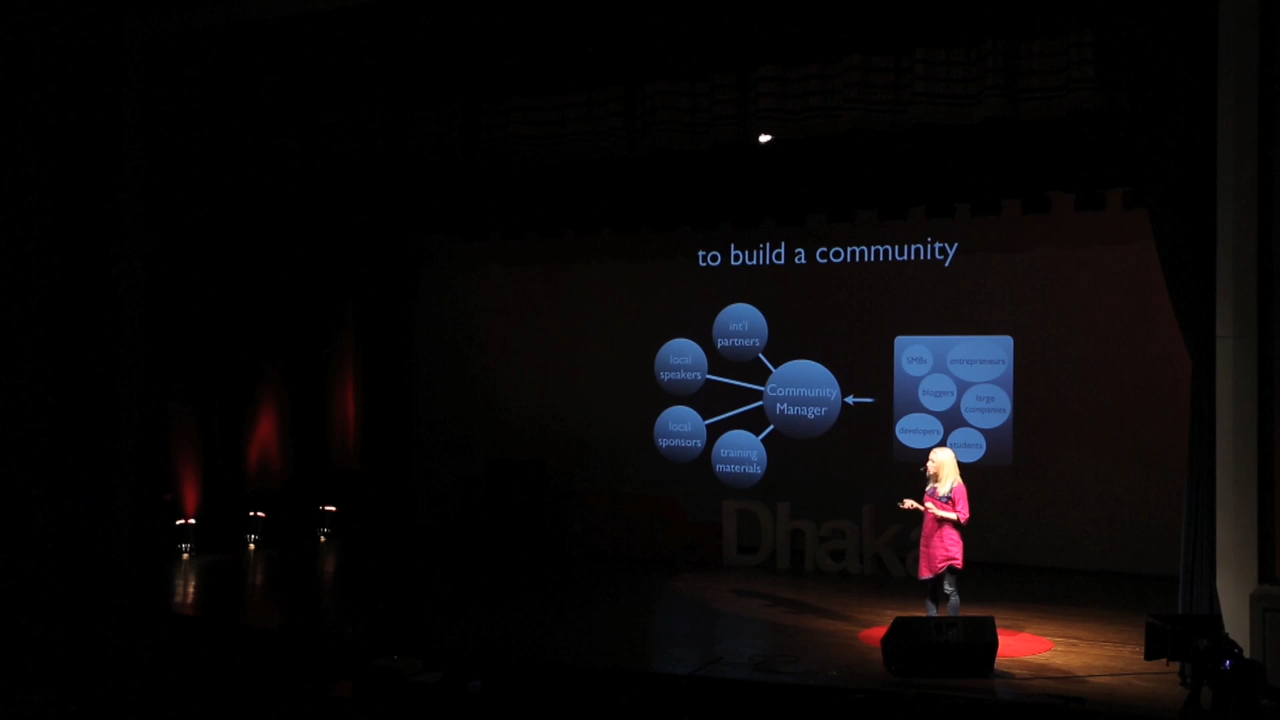 to build a community
int'l
partners
local
speakers
Community
Manager
local
sponsors
training
materials
SMBs
entrepreneurs
bloggers
large
companies
developers
students
Dhaka